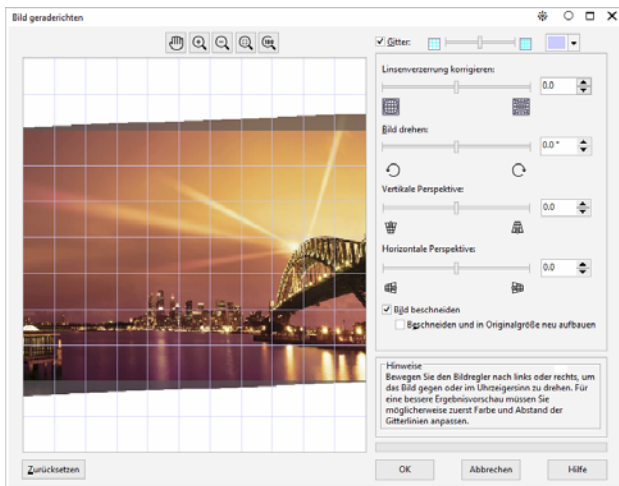 Bild geraderichten
Gitter:
Linsenverzerrung korrigieren:
0.0
Bild drehen:
0.0 °
Vertikale Perspektive:
0.0
Horizontale Perspektive:
0.0
Bild beschneiden
Beschneiden und in Originalgröße neu aufbauen
Hinweise
Bewegen Sie den Bildregler nach links oder rechts, um
das Bild gegen oder im Uhrzeigersinn zu drehen. Für
eine bessere Ergebnisvorschau müssen Sie
möglicherweise zuerst Farbe und Abstand der
Gitterlinien anpassen.
Zurücksetzen
OK
Abbrechen
Hilfe